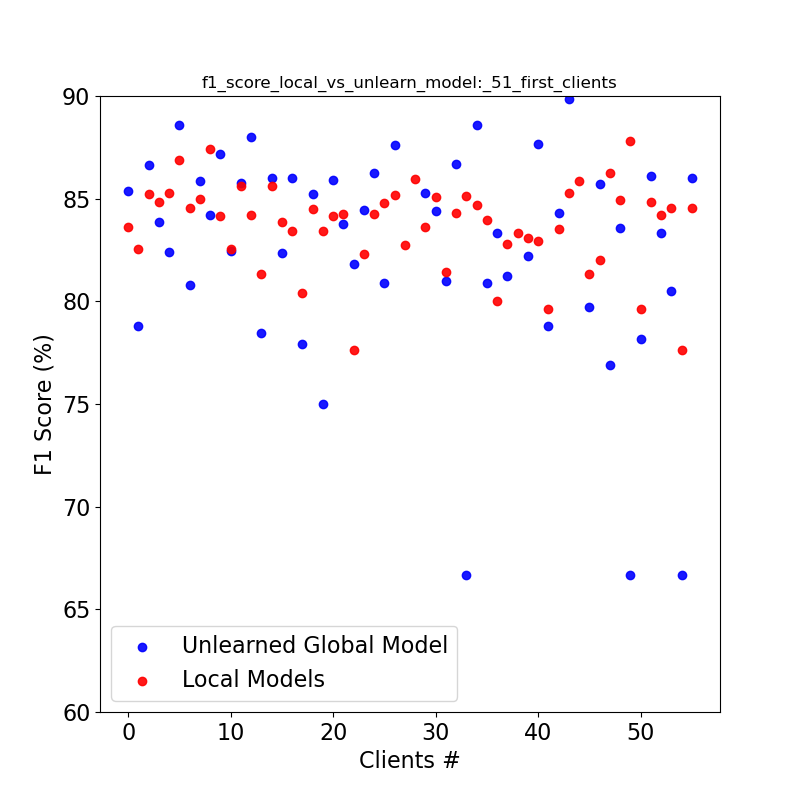 f1_score_local_vs_unlearn_model:_51_first_clients
90
85
80
75
70
65
60
F1 Score (%)
Unlearned Global Model
Local Models
0 10 20 30 40 50
Clients #